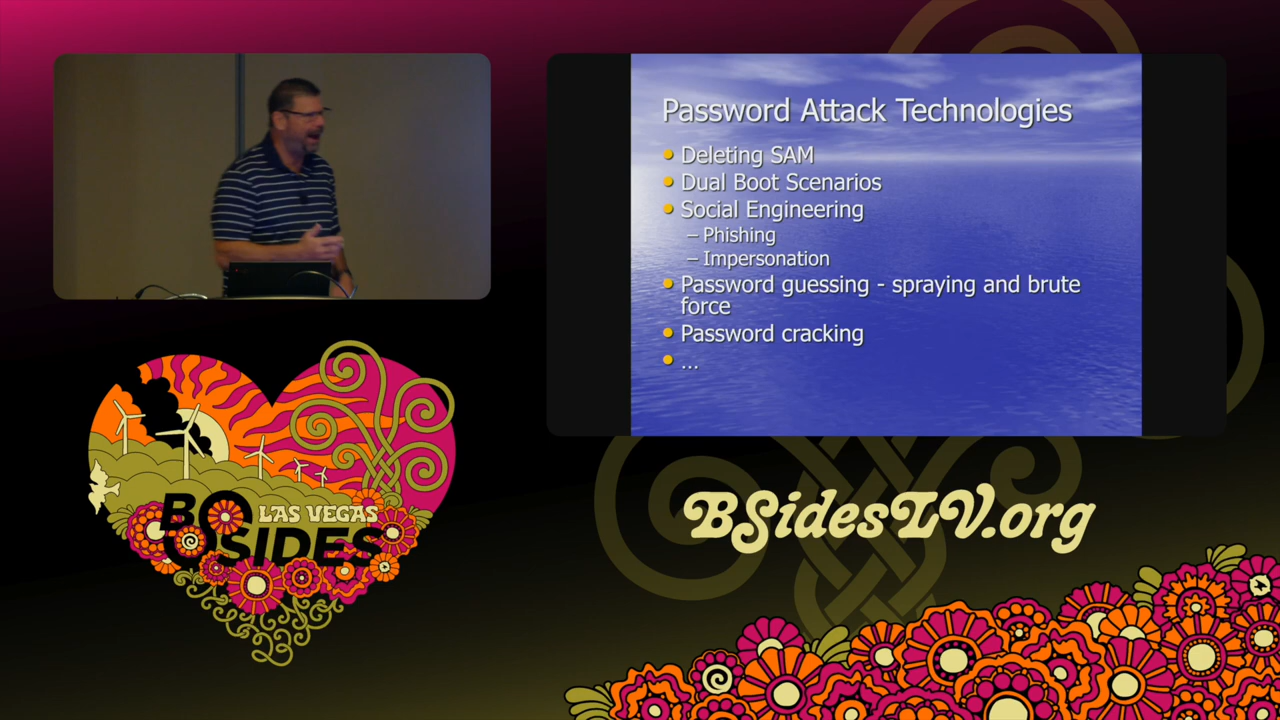 Password Attack Technologies
Deleting SAM
Dual Boot Scenarios
Social Engineering
– Phishing
– Impersonation
Password guessing - spraying and brute
force
Password cracking
...
BSIDES
LAS VEGAS
BSidesLV.org